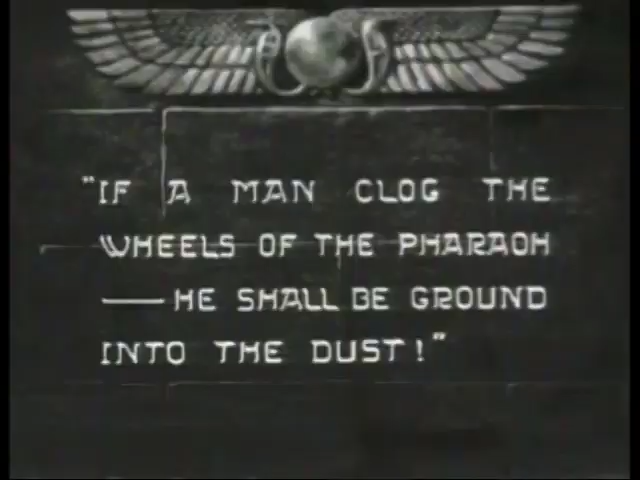 "IF A MAN CLOG THE
WHEELS OF THE PHARAOH
— HE SHALL BE GROUND
INTO THE DUST!"